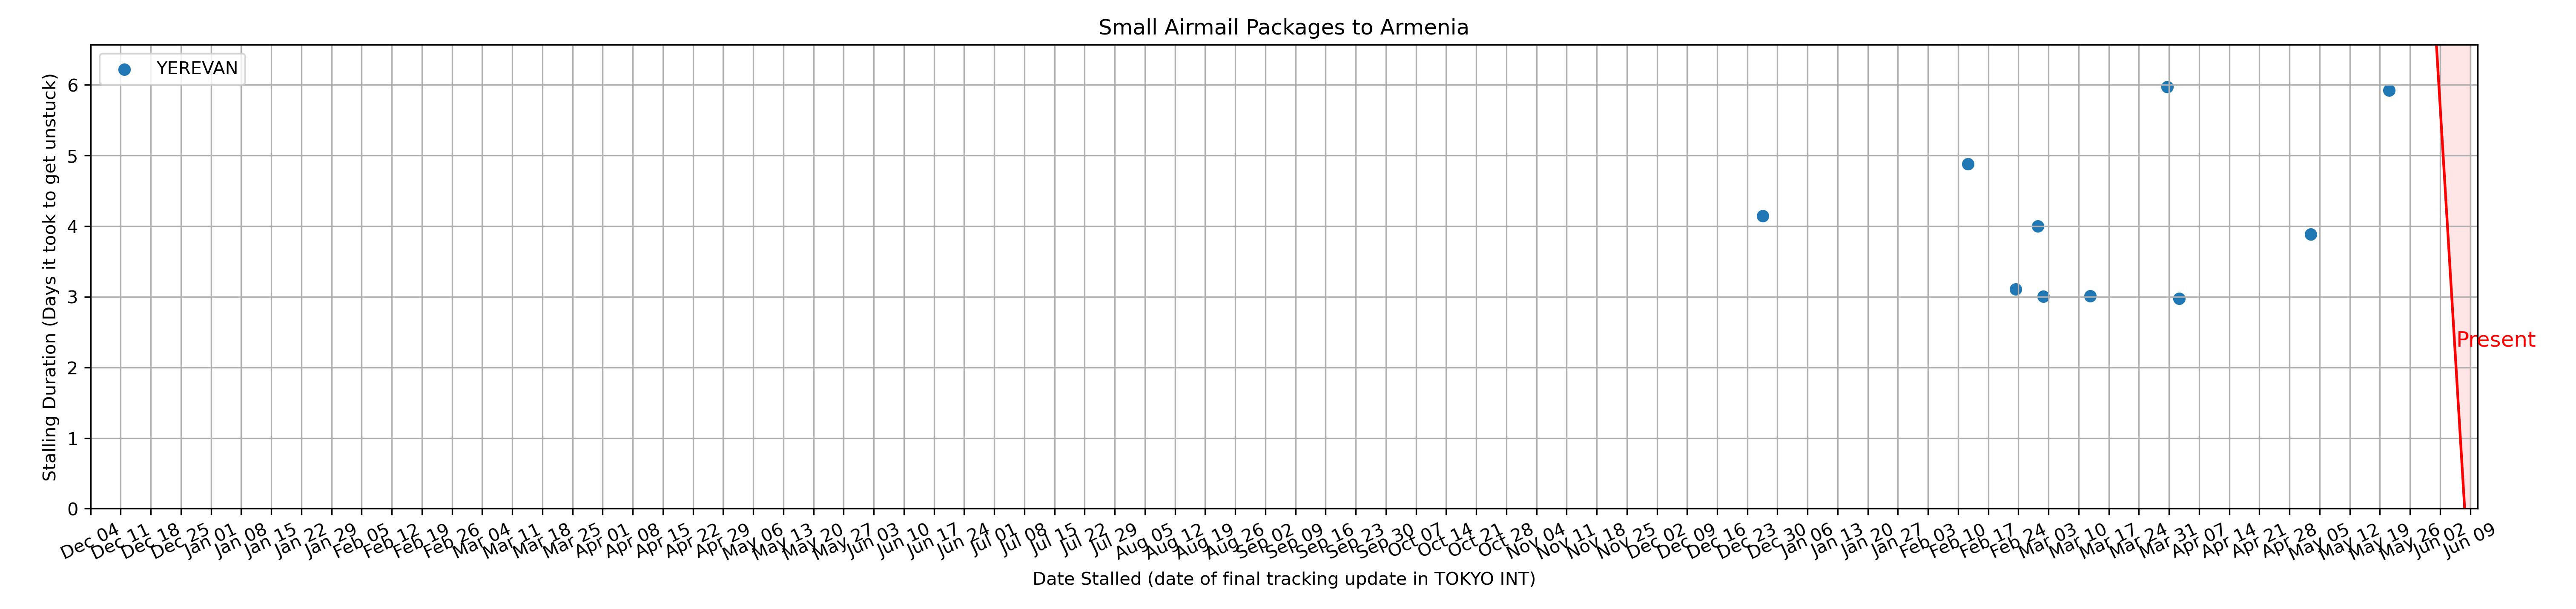 Small Airmail Packages to Armenia
YEREVAN
Stalling Duration (Days it took to get unstuck)
6
5
4
3
2
1
0
Present
Dec 04
Dec 11
Dec 18
Dec 25
Jan 01
Jan 08
Jan 15
Jan 22
Jan 29
Feb 05
Feb 12
Feb 19
Feb 26
Mar 04
Mar 11
Mar 18
Mar 25
Apr 01
Apr 08
Apr 15
Apr 22
Apr 29
May 06
May 13
May 20
May 27
Jun 03
Jun 10
Jun 17
Jun 24
Jul 01
Jul 08
Jul 15
Jul 22
Jul 29
Aug 05
Aug 12
Aug 19
Aug 26
Sep 02
Sep 09
Sep 16
Sep 23
Sep 30
Oct 07
Oct 14
Oct 21
Oct 28
Nov 04
Nov 11
Nov 18
Nov 25
Dec 02
Dec 09
Dec 16
Dec 23
Dec 30
Jan 06
Jan 13
Jan 20
Jan 27
Feb 03
Feb 10
Feb 17
Feb 24
Mar 03
Mar 10
Mar 17
Mar 24
Mar 31
Apr 07
Apr 14
Apr 21
Apr 28
May 05
May 12
May 19
May 26
Jun 02
Jun 09
Date Stalled (date of final tracking update in TOKYO INT)